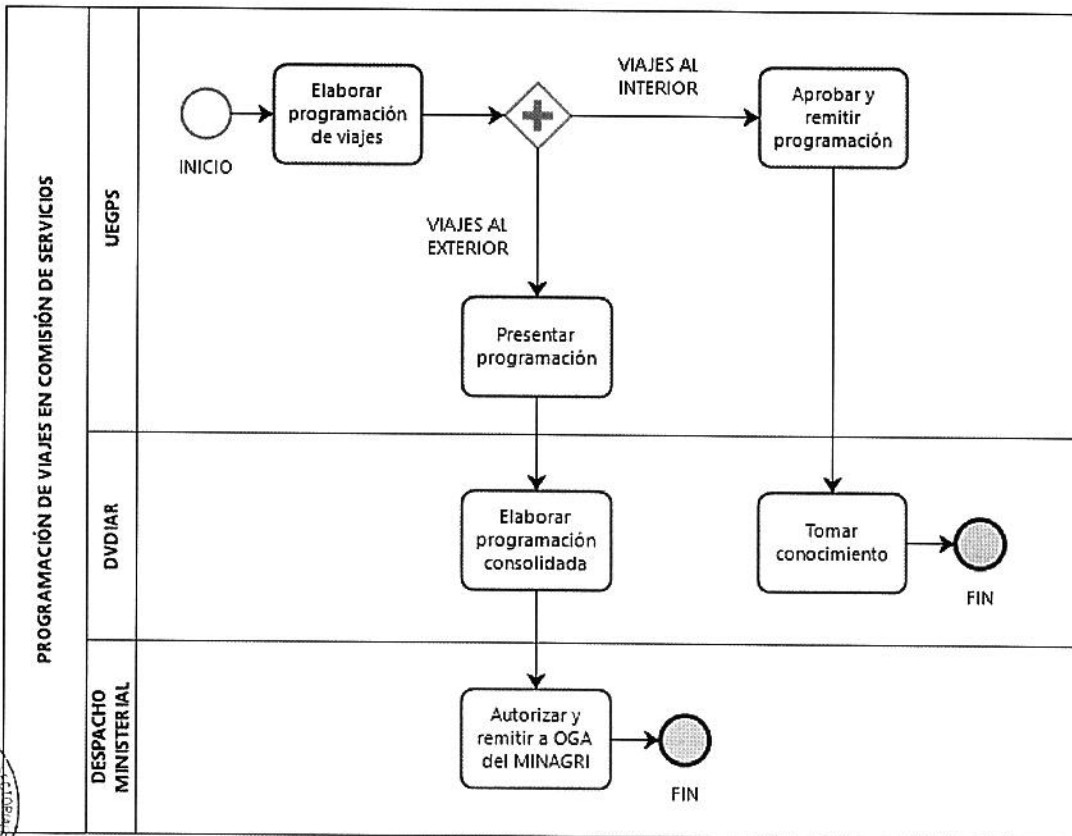 PROGRAMACIÓN DE VIAJES EN COMISIÓN DE SERVICIOS
UEGPS
INICIO
Elaborar
programación
de viajes
VIAJES AL
INTERIOR
Aprobar y
remitir
programación
VIAJES AL
EXTERIOR
Presentar
programación
DVDIAR
Elaborar
programación
consolidada
Tomar
conocimiento
FIN
DESPACHO
MINISTERIAL
Autorizar y
remitir a OGA
del MINAGRI
FIN